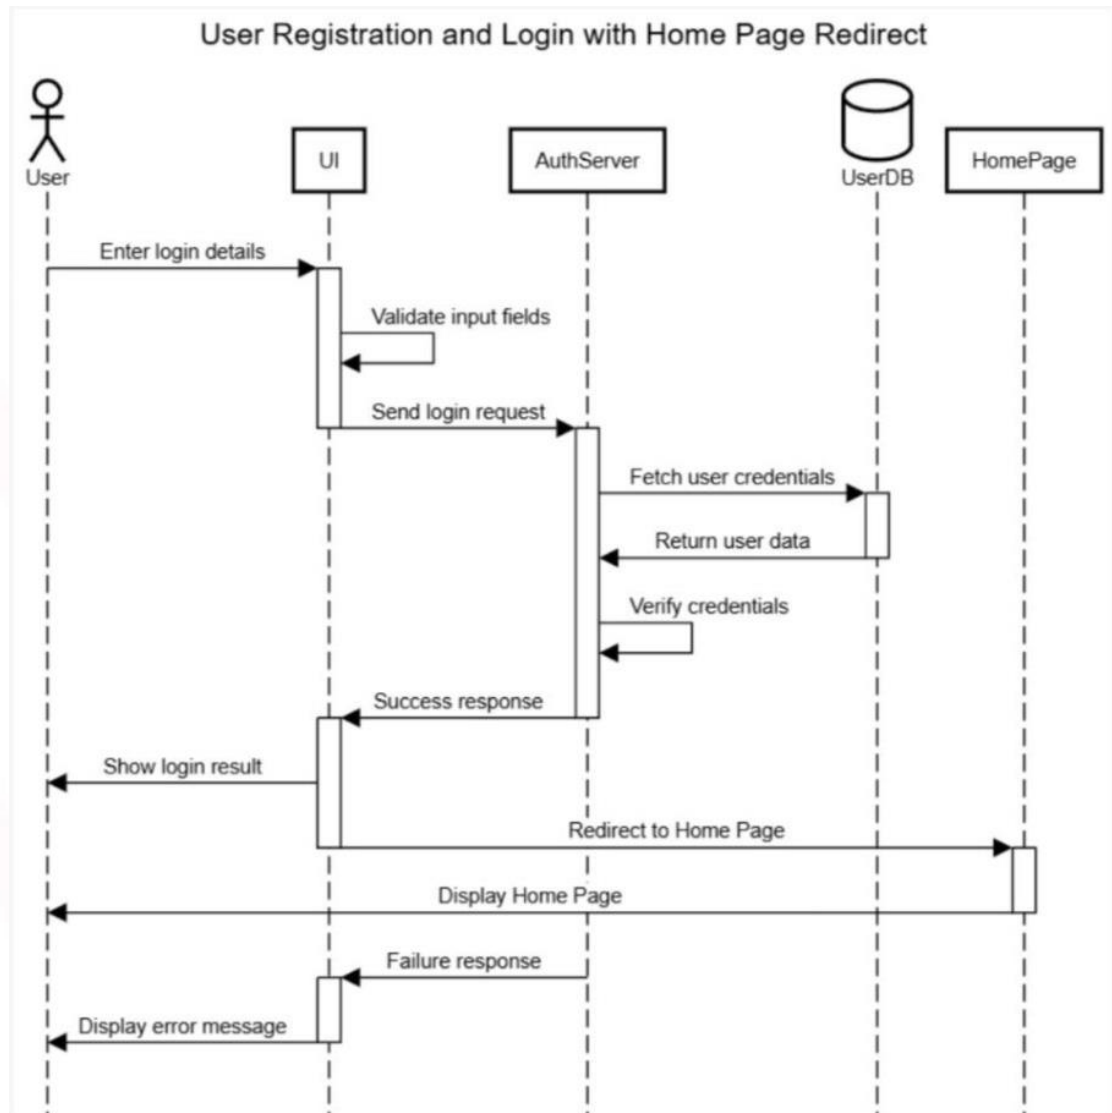 User Registration and Login with Home Page Redirect
User
UI
AuthServer
UserDB
HomePage
Enter login details
Validate input fields
Send login request
Fetch user credentials
Return user data
Verify credentials
Success response
Show login result
Redirect to Home Page
Display Home Page
Failure response
Display error message